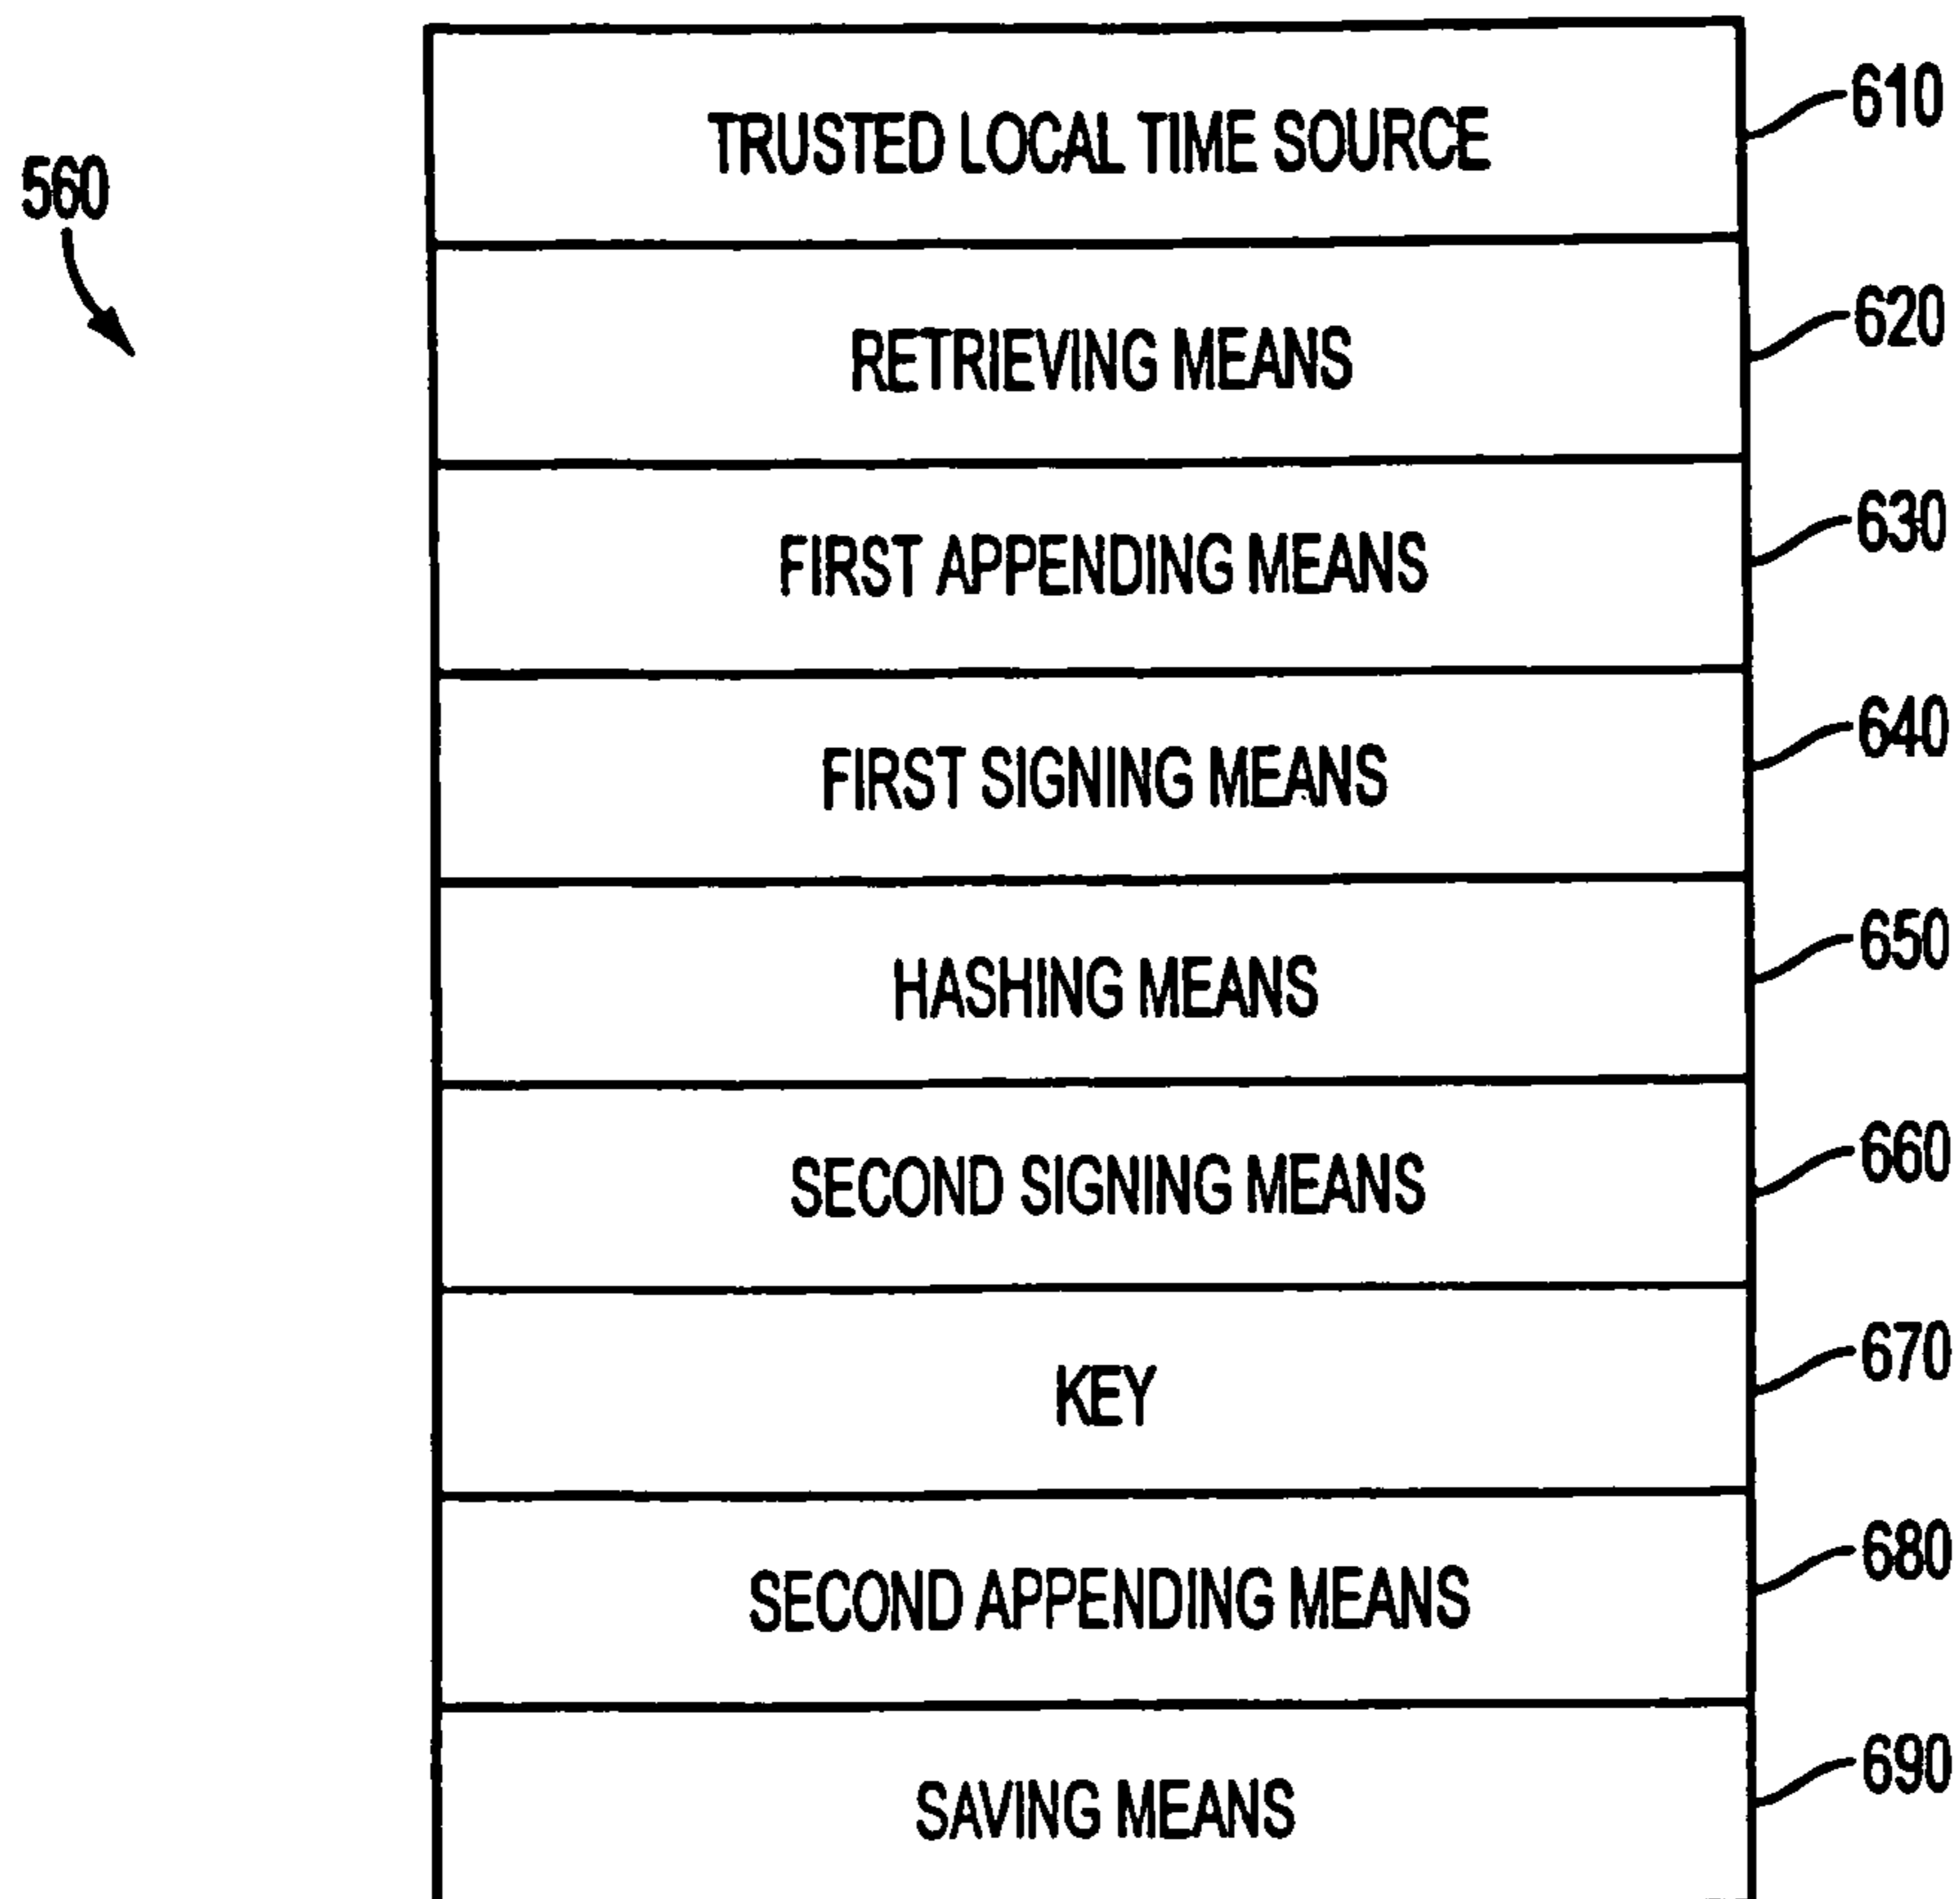 560
TRUSTED LOCAL TIME SOURCE 610
RETRIEVING MEANS 620
FIRST APPENDING MEANS 630
FIRST SIGNING MEANS 640
HASHING MEANS 650
SECOND SIGNING MEANS 660
KEY 670
SECOND APPENDING MEANS 680
SAVING MEANS 690